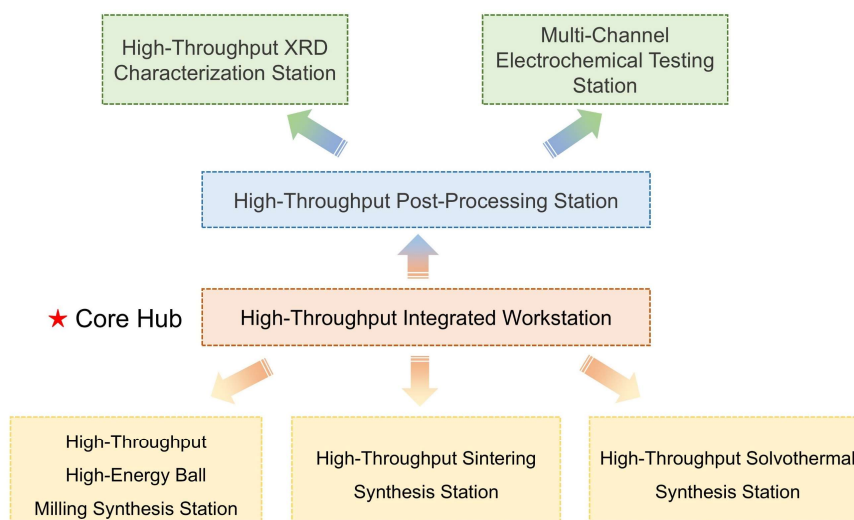 High-Throughput XRD
Characterization Station
Multi-Channel
Electrochemical Testing
Station
High-Throughput Post-Processing Station
★ Core Hub
High-Throughput Integrated Workstation
High-Throughput
High-Energy Ball
Milling Synthesis Station
High-Throughput Sintering
Synthesis Station
High-Throughput Solvothermal
Synthesis Station